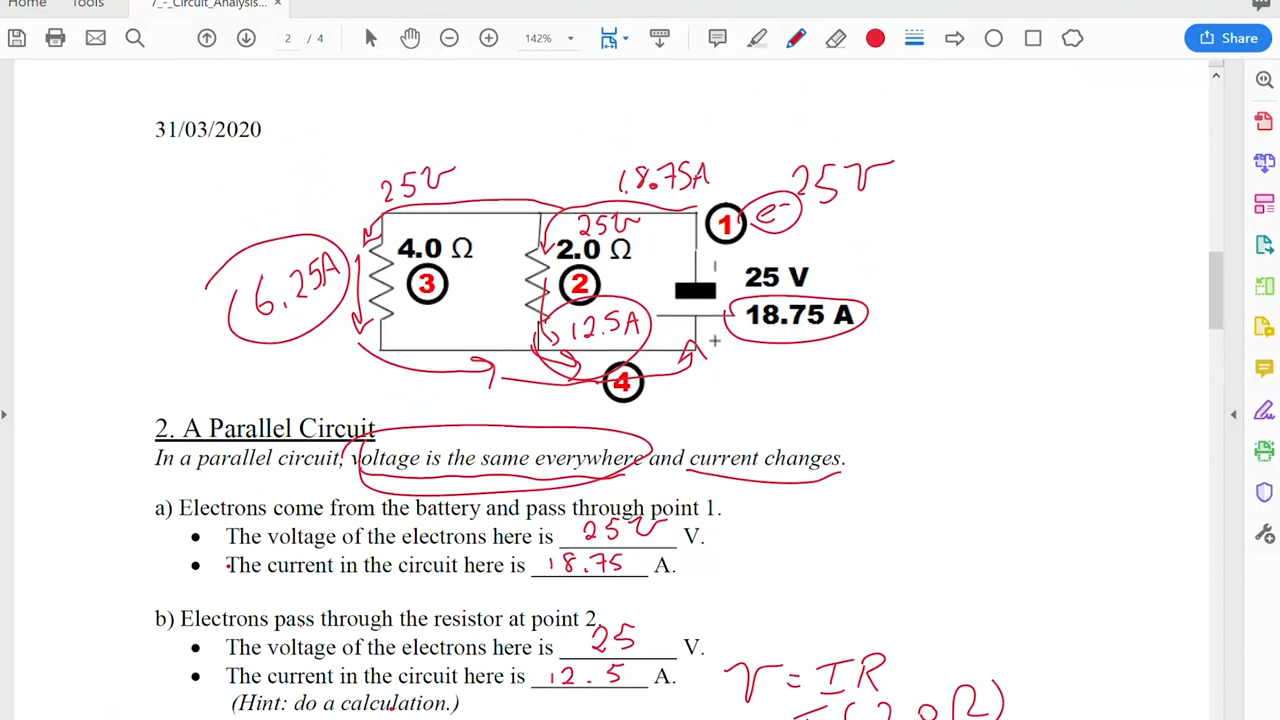 Home Tools 7_-_Circuit_Analysis... ×
2 / 4 142% Share
31/03/2020
25V 18.75A 25V
25V 1 e-
4.0 Ω 2.0 Ω
6.25A 3 2 25 V
12.5A 18.75 A
+
4
2. A Parallel Circuit
In a parallel circuit, voltage is the same everywhere and current changes.
a) Electrons come from the battery and pass through point 1.
• The voltage of the electrons here is 25V V.
• The current in the circuit here is 18.75 A.
b) Electrons pass through the resistor at point 2.
• The voltage of the electrons here is 25 V.
• The current in the circuit here is 12.5 A.
V = IR
(Hint: do a calculation.)